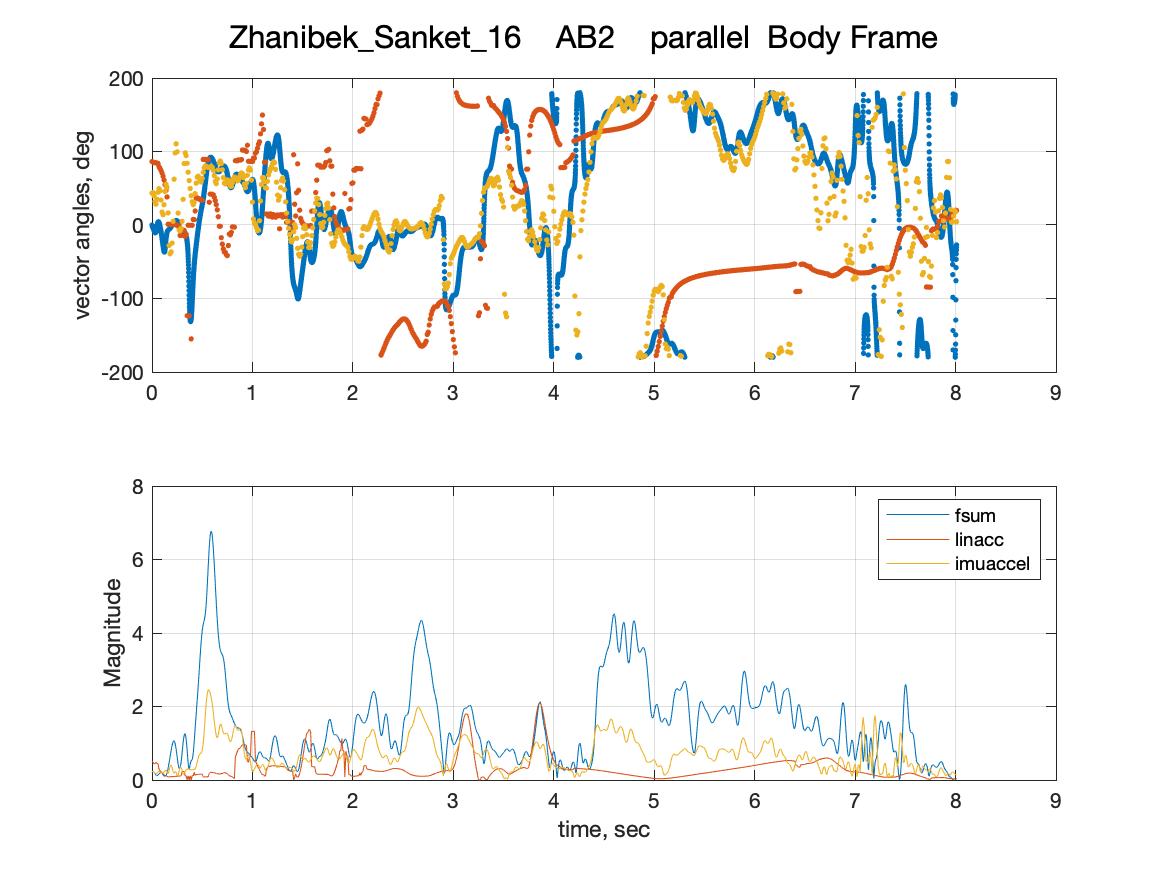 Zhanibek_Sanket_16 AB2 parallel Body Frame
vector angles, deg
200
100
0
-100
-200
0 1 2 3 4 5 6 7 8 9
Magnitude
8
6
4
2
0
fsum
linacc
imuaccel
0 1 2 3 4 5 6 7 8 9
time, sec